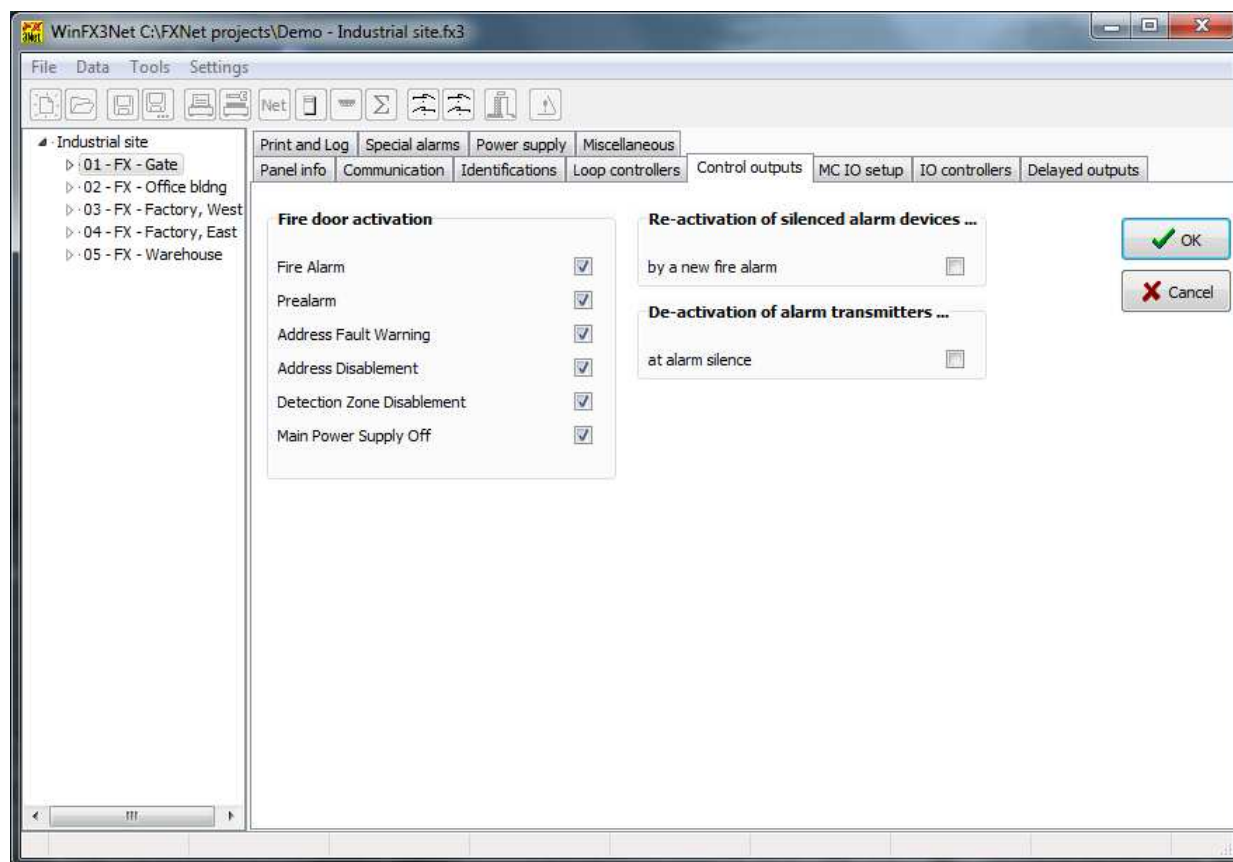 WinFX3Net C:\FXNet projects\Demo - Industrial site.fx3
File Data Tools Settings
Net
Industrial site
01 - FX - Gate
02 - FX - Office bldng
03 - FX - Factory, West
04 - FX - Factory, East
05 - FX - Warehouse
Print and Log Special alarms Power supply Miscellaneous
Panel info Communication Identifications Loop controllers Control outputs MC IO setup IO controllers Delayed outputs
Fire door activation
Fire Alarm
Prealarm
Address Fault Warning
Address Disablement
Detection Zone Disablement
Main Power Supply Off
Re-activation of silenced alarm devices ...
by a new fire alarm
De-activation of alarm transmitters ...
at alarm silence
OK
Cancel